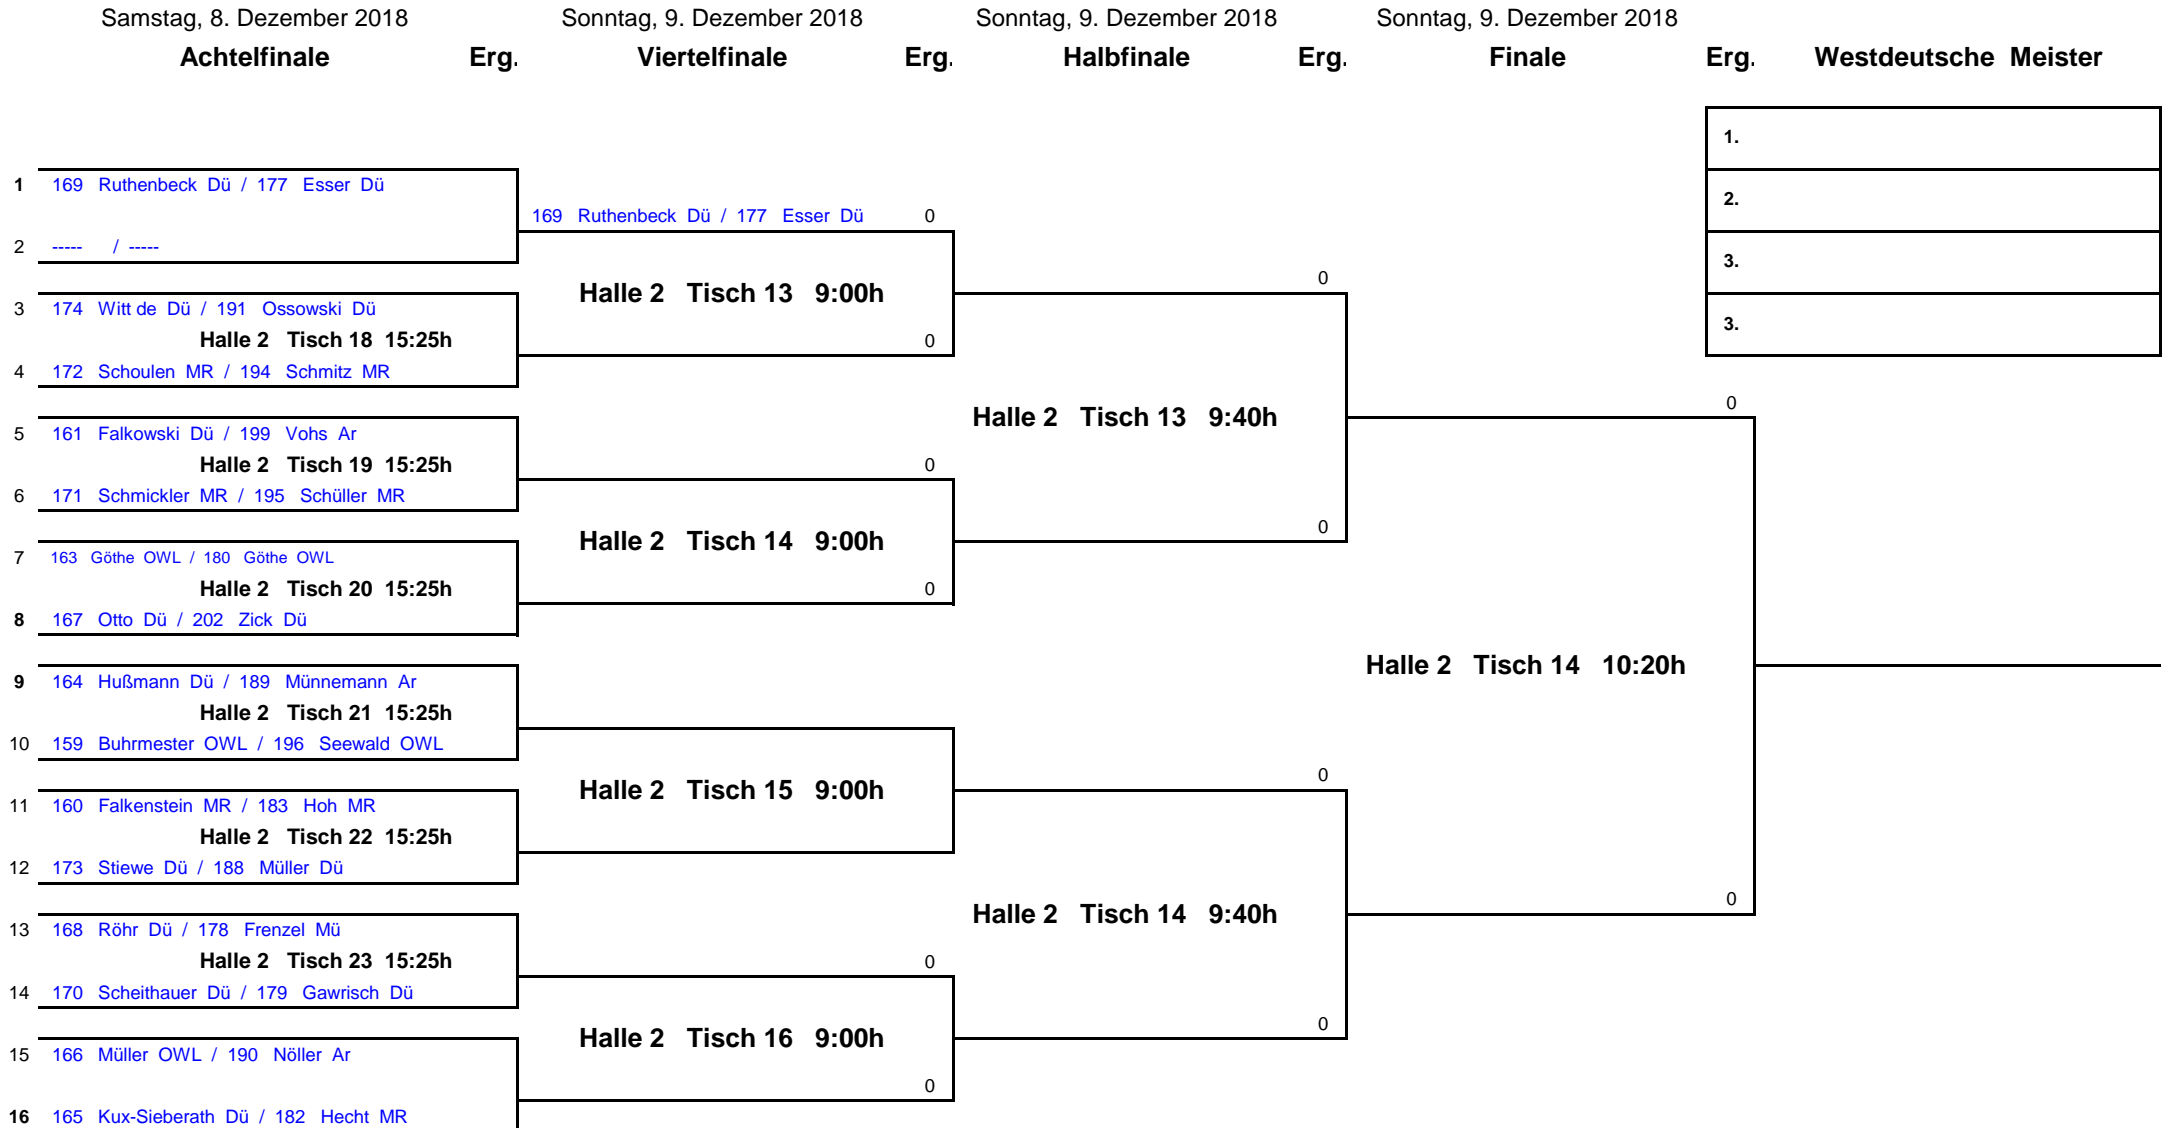 Samstag, 8. Dezember 2018 Sonntag, 9. Dezember 2018 Sonntag, 9. Dezember 2018 Sonntag, 9. Dezember 2018
Achtelfinale Erg. Viertelfinale Erg. Halbfinale Erg. Finale Erg. Westdeutsche Meister
1.
1 169 Ruthenbeck Dü / 177 Esser Dü
2.
169 Ruthenbeck Dü / 177 Esser Dü 0
2 ----- / -----
3.
0
Halle 2 Tisch 13 9:00h
3 174 Witt de Dü / 191 Ossowski Dü
3.
Halle 2 Tisch 18 15:25h 0
4 172 Schoulen MR / 194 Schmitz MR
0
Halle 2 Tisch 13 9:40h
5 161 Falkowski Dü / 199 Vohs Ar
Halle 2 Tisch 19 15:25h 0
6 171 Schmickler MR / 195 Schüller MR
0
Halle 2 Tisch 14 9:00h
7 163 Göthe OWL / 180 Göthe OWL
Halle 2 Tisch 20 15:25h 0
8 167 Otto Dü / 202 Zick Dü
Halle 2 Tisch 14 10:20h
9 164 Hußmann Dü / 189 Münnemann Ar
Halle 2 Tisch 21 15:25h
10 159 Buhrmester OWL / 196 Seewald OWL
0
Halle 2 Tisch 15 9:00h
11 160 Falkenstein MR / 183 Hoh MR
Halle 2 Tisch 22 15:25h
12 173 Stiewe Dü / 188 Müller Dü
0
Halle 2 Tisch 14 9:40h
13 168 Röhr Dü / 178 Frenzel Mü
Halle 2 Tisch 23 15:25h 0
14 170 Scheithauer Dü / 179 Gawrisch Dü
0
Halle 2 Tisch 16 9:00h
15 166 Müller OWL / 190 Nöller Ar
0
16 165 Kux-Sieberath Dü / 182 Hecht MR